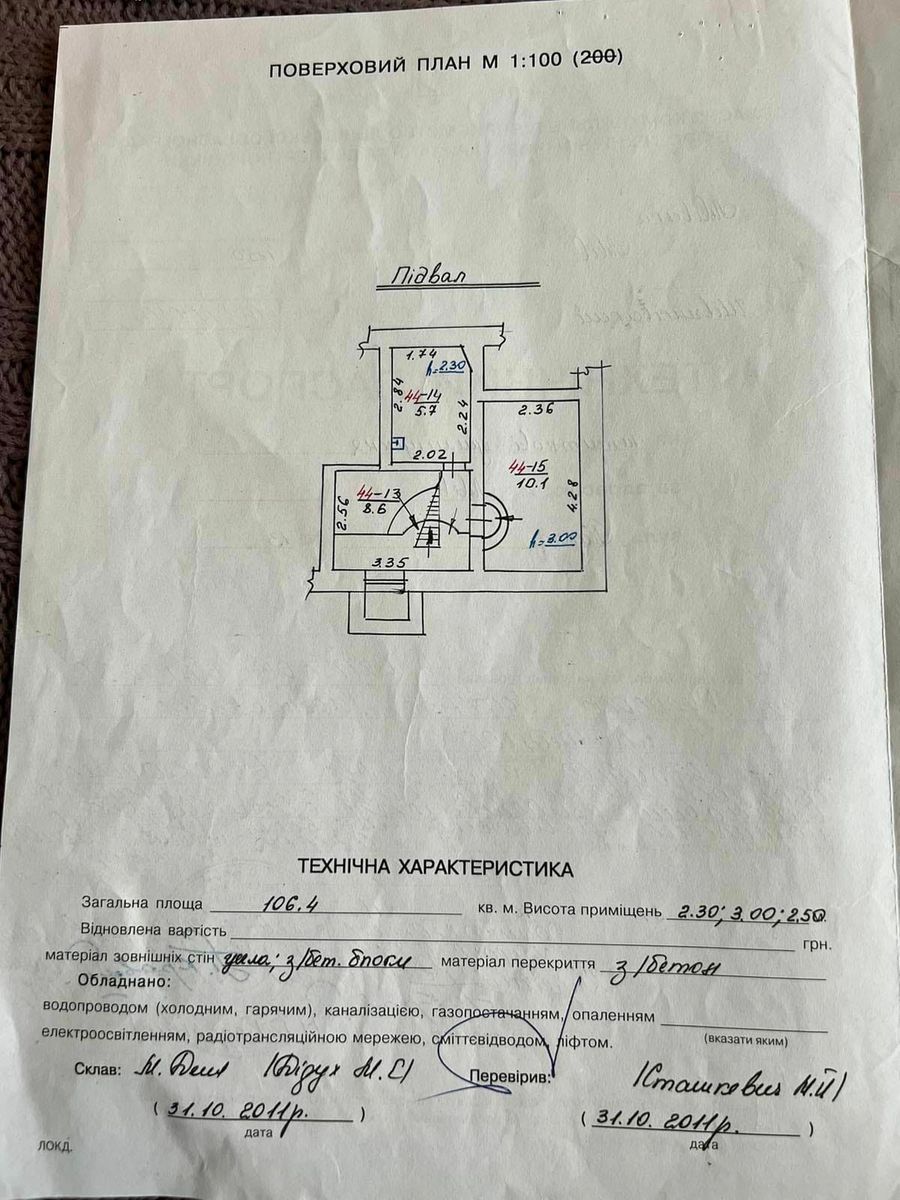 ПОВЕРХОВИЙ ПЛАН М 1:100 (200)
Підвал
1.74
h=2.30
2.84
44-14
5.7
2.24
2.36
2.02
44-15
10.1
44-13
8.6
2.56
4.28
h=3.00
3.35
ТЕХНІЧНА ХАРАКТЕРИСТИКА
Загальна площа 106.4 кв. м. Висота приміщень 2.30; 3.00; 2.50
Відновлена вартість грн.
матеріал зовнішніх стін цегла; з/бет. блоки матеріал перекриття з/бетон
Обладнано:
водопроводом (холодним, гарячим), каналізацією, газопостачанням, опаленням
(вказати яким)
електроосвітленням, радіотрансляційною мережею, сміттєвідводом, ліфтом.
Склав: (Дідух М.С) Перевірив: (Сташкевич М.Й)
(31.10. 2011р.) (31.10. 2011р.)
дата дата
ЛОКД.